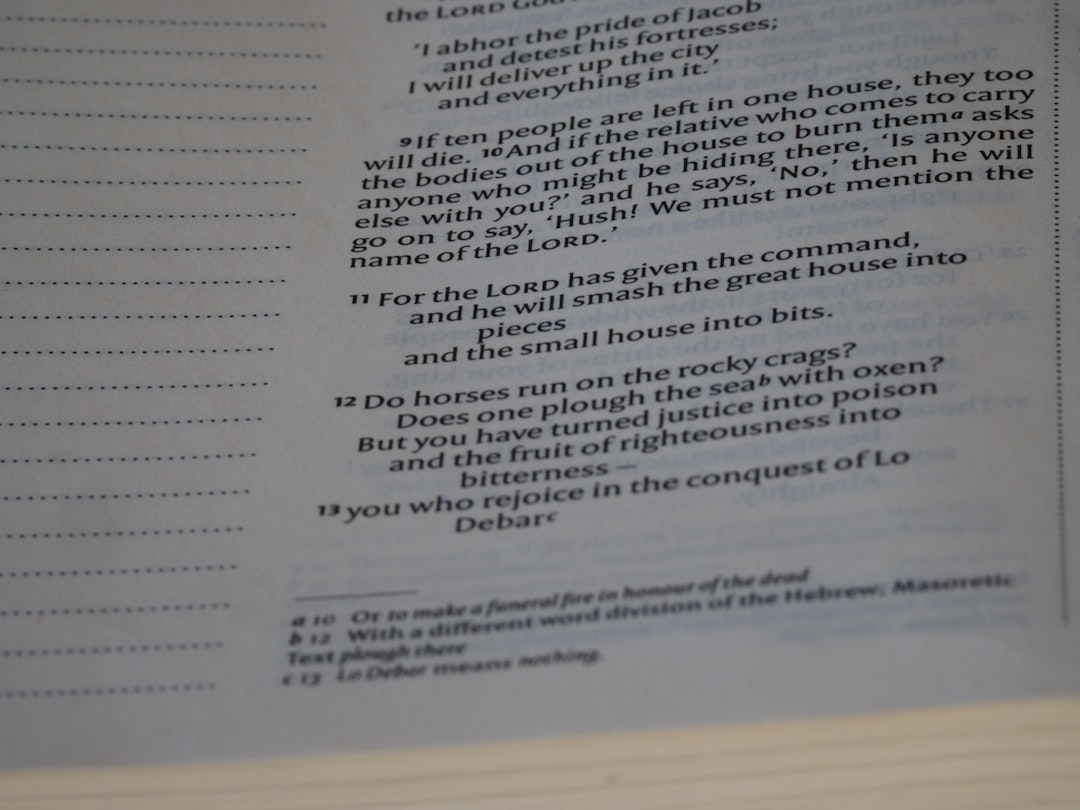 the LORD GOD
‘I abhor the pride of Jacob
and detest his fortresses;
I will deliver up the city
and everything in it.’
9 If ten people are left in one house, they too
will die. 10 And if the relative who comes to carry
the bodies out of the house to burn them a asks
anyone who might be hiding there, ‘Is anyone
else with you?’ and he says, ‘No,’ then he will
go on to say, ‘Hush! We must not mention the
name of the LORD.’
11 For the LORD has given the command,
and he will smash the great house into
pieces
and the small house into bits.
12 Do horses run on the rocky crags?
Does one plough the sea b with oxen?
But you have turned justice into poison
and the fruit of righteousness into
bitterness –
13 you who rejoice in the conquest of Lo
Debar c
a 10 Or to make a funeral fire in honour of the dead
b 12 With a different word division of the Hebrew; Masoretic
Text plough there
c 13 Lo Debar means nothing.